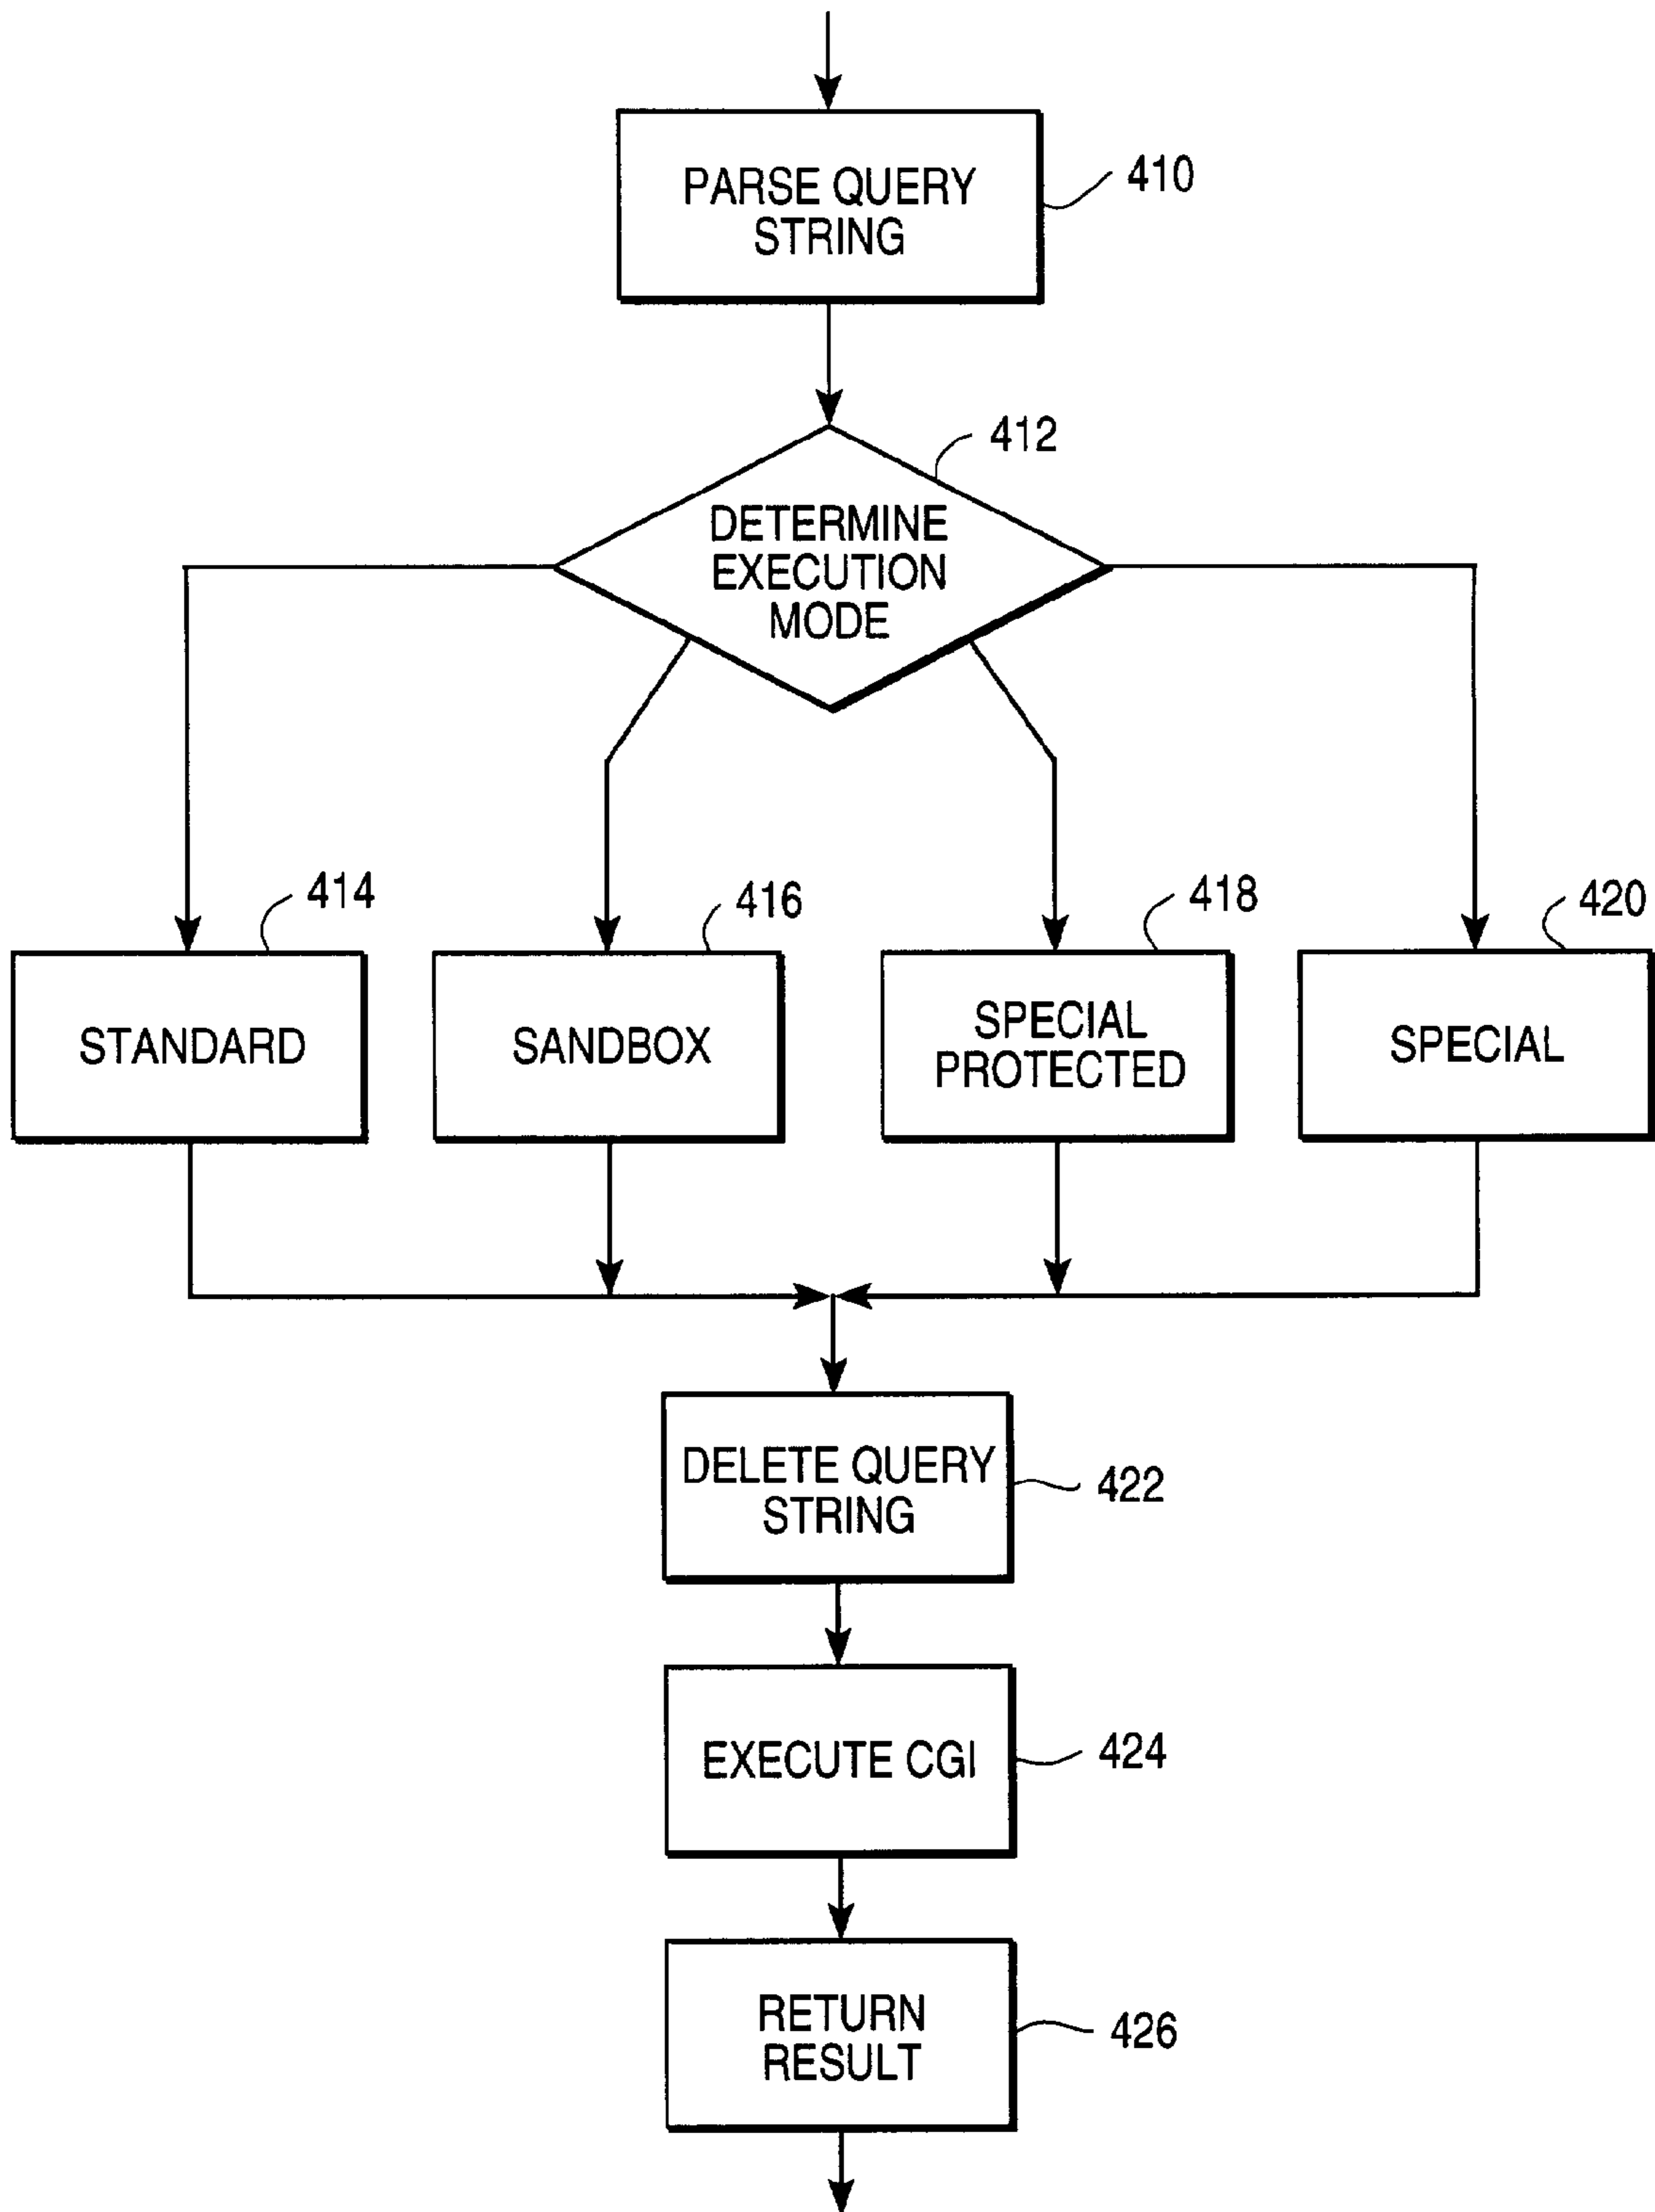 PARSE QUERY
STRING
410
412
DETERMINE
EXECUTION
MODE
414
416
418
420
STANDARD
SANDBOX
SPECIAL
PROTECTED
SPECIAL
DELETE QUERY
STRING
422
EXECUTE CGI
424
RETURN
RESULT
426